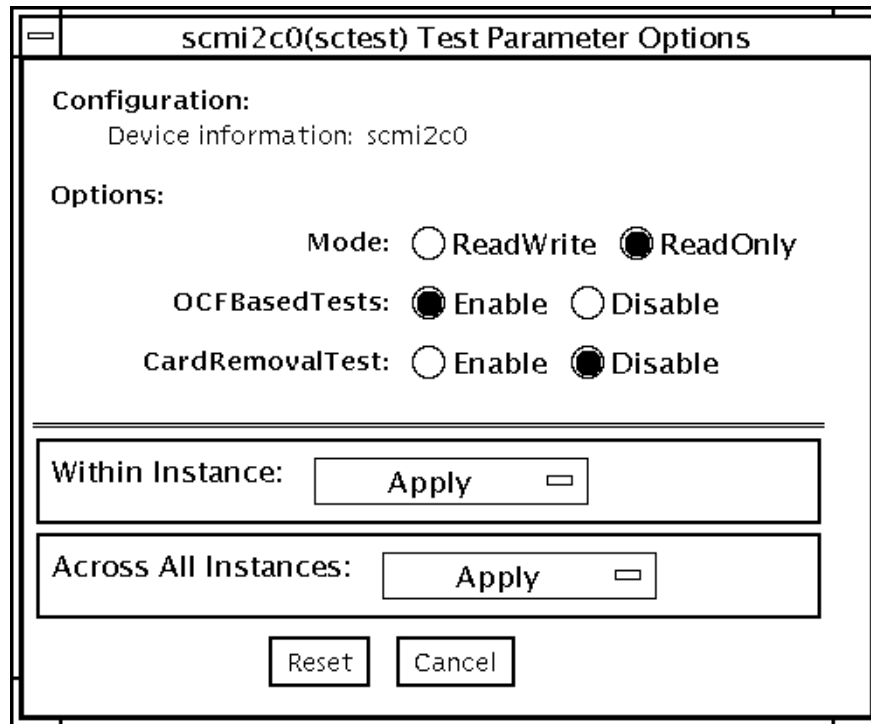 scmi2c0(sctest) Test Parameter Options
Configuration:
Device information: scmi2c0
Options:
Mode: ReadWrite ReadOnly
OCFBasedTests: Enable Disable
CardRemovalTest: Enable Disable
Within Instance: Apply
Across All Instances: Apply
Reset Cancel